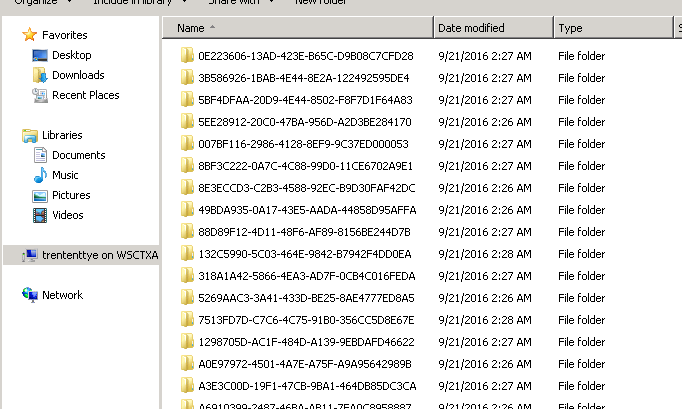 Organize Include in library Share with New folder
Name Date modified Type S
Favorites
Desktop
Downloads
Recent Places
Libraries
Documents
Music
Pictures
Videos
trententtye on WSCTXA
Network
0E223606-13AD-423E-B65C-D9B08C7CFD28 9/21/2016 2:27 AM File folder
3B586926-1BAB-4E44-8E2A-122492595DE4 9/21/2016 2:27 AM File folder
5BF4DFAA-20D9-4E44-8502-F8F7D1F64A83 9/21/2016 2:27 AM File folder
5EE28912-20C0-47BA-956D-A2D3BE284170 9/21/2016 2:26 AM File folder
007BF116-2986-4128-8EF9-9C37ED000053 9/21/2016 2:27 AM File folder
8BF3C222-0A7C-4C88-99D0-11CE6702A9E1 9/21/2016 2:27 AM File folder
8E3ECCD3-C2B3-4588-92EC-B9D30FAF42DC 9/21/2016 2:26 AM File folder
49BDA935-0A17-43E5-AADA-44858D95AFFA 9/21/2016 2:26 AM File folder
88D89F12-4D11-48F6-AF89-8156BE244D7B 9/21/2016 2:27 AM File folder
132C5990-5C03-464E-9842-B7942F4DD0EA 9/21/2016 2:28 AM File folder
318A1A42-5866-4EA3-AD7F-0CB4C016FEDA 9/21/2016 2:27 AM File folder
5269AAC3-3A41-433D-BE25-8AE4777ED8A5 9/21/2016 2:26 AM File folder
7513FD7D-C7C6-4C75-91B0-356CC5D8E67E 9/21/2016 2:28 AM File folder
1298705D-AC1F-484D-A139-9EBDAFD46622 9/21/2016 2:27 AM File folder
A0E97972-4501-4A7E-A75F-A9A95642989B 9/21/2016 2:26 AM File folder
A3E3C00D-19F1-47CB-9BA1-464DB85DC3CA 9/21/2016 2:26 AM File folder
A6910399-2487-46BA-AB11-7EA0C8958887 9/21/2016 2:26 AM File folder